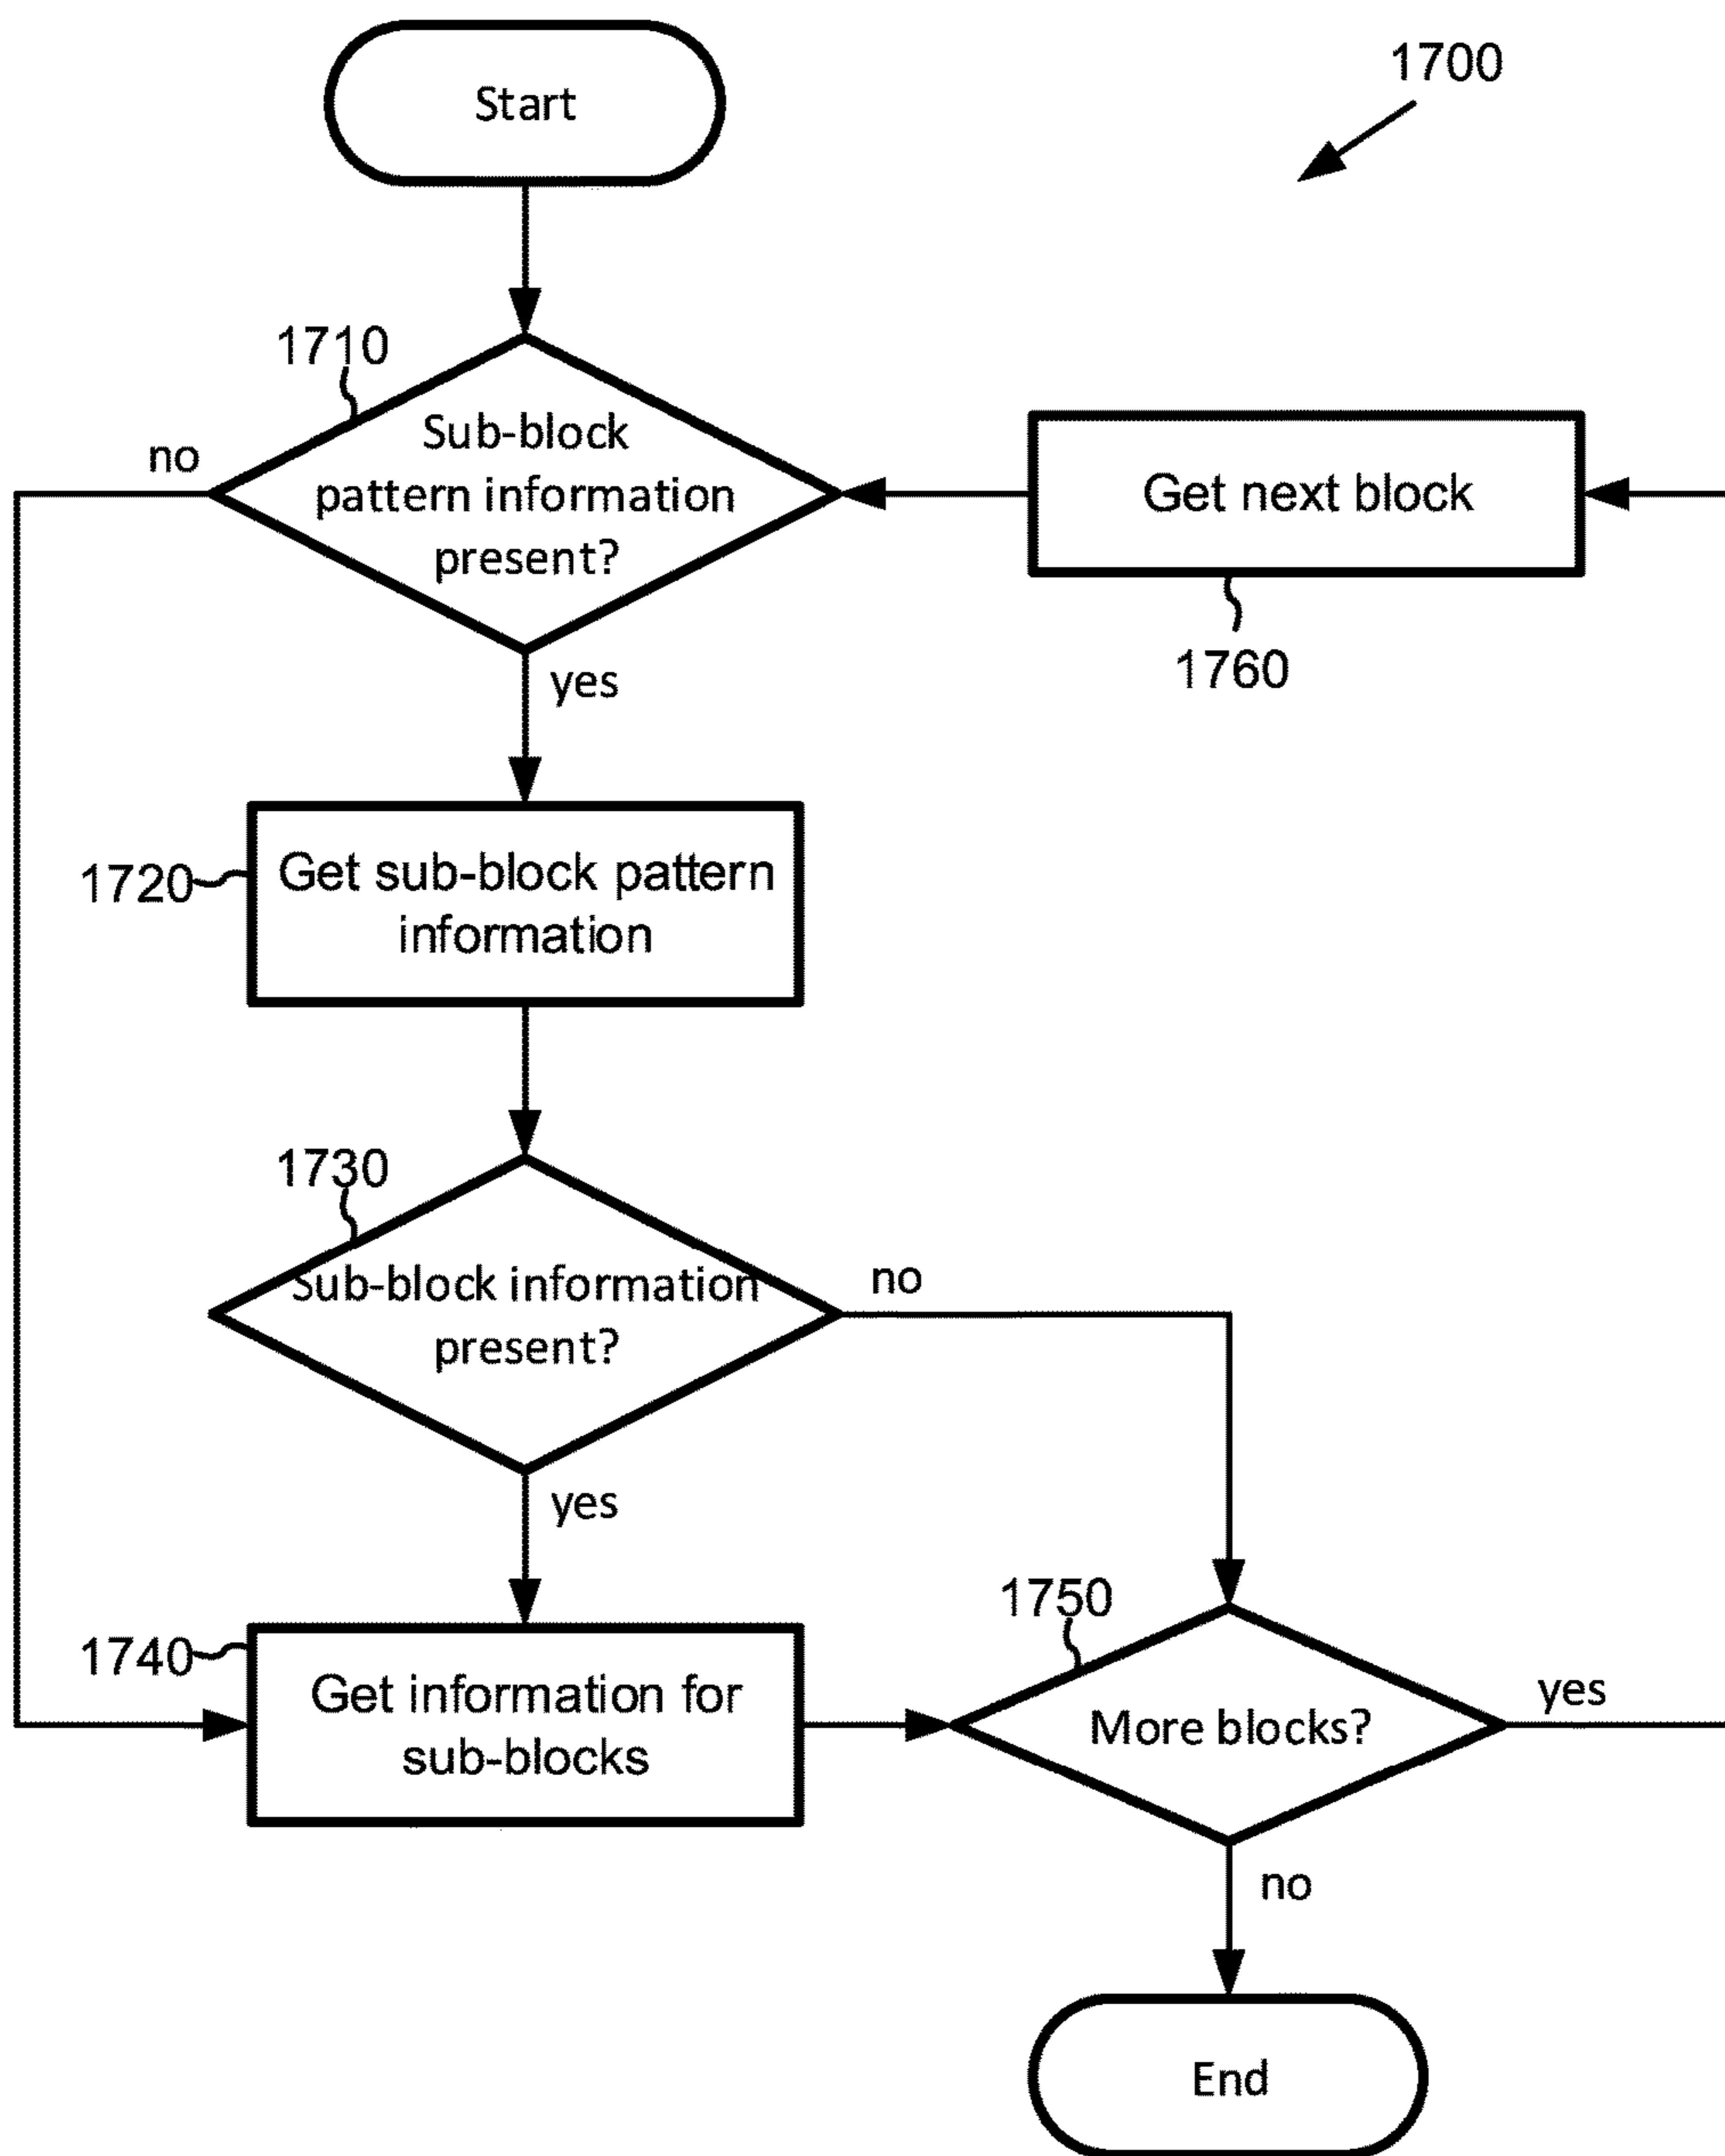 Start
1700
1710
no
Sub-block
pattern information
present?
Get next block
1760
yes
1720
Get sub-block pattern
information
1730
Sub-block information
present?
no
yes
1740
Get information for
sub-blocks
1750
More blocks?
yes
no
End